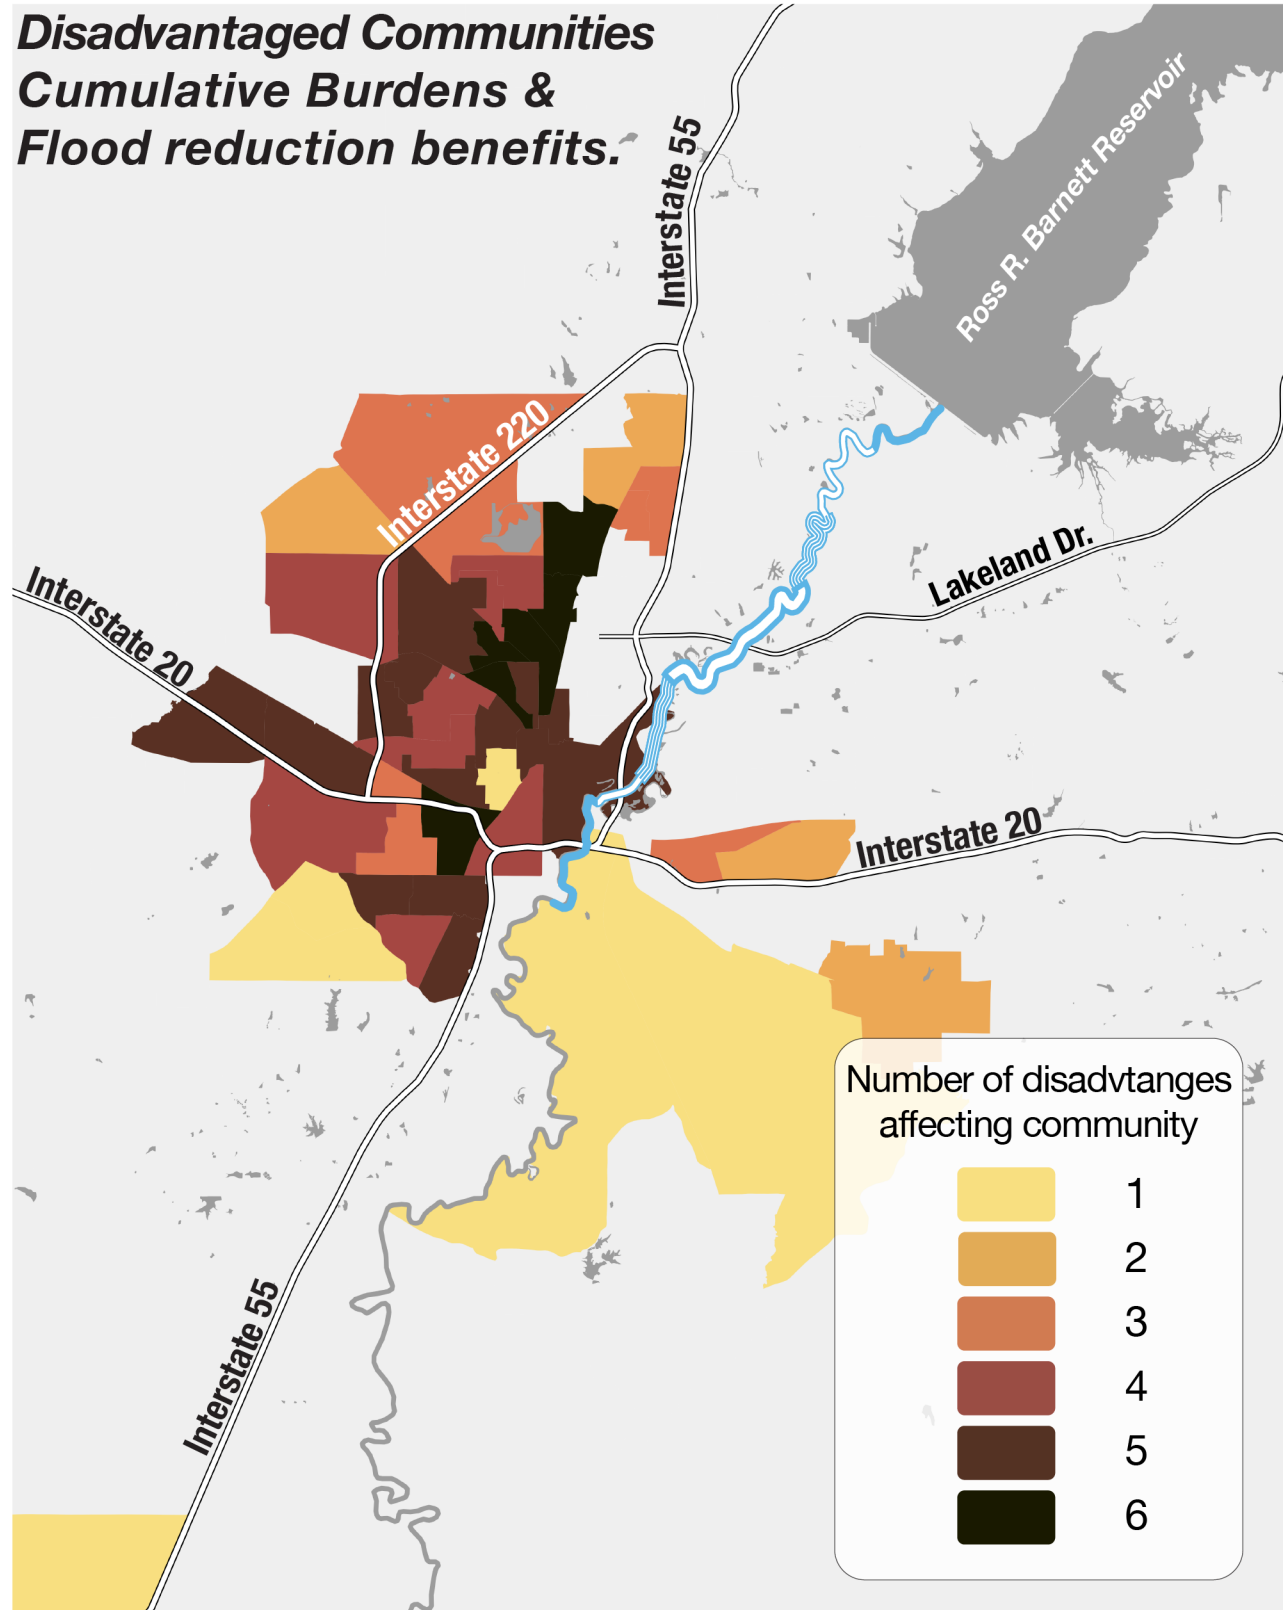 Disadvantaged Communities
Cumulative Burdens &
Flood reduction benefits.
Interstate 55
Ross R. Barnett Reservoir
Interstate 220
Lakeland Dr.
Interstate 20
Interstate 20
Interstate 55
Number of disadvtanges
affecting community
1
2
3
4
5
6